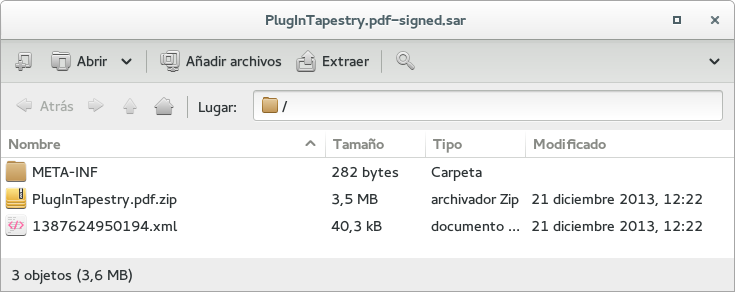 PlugInTapestry.pdf-signed.sar
Abrir Añadir archivos Extraer
Atrás Lugar: /
Nombre Tamaño Tipo Modificado
META-INF 282 bytes Carpeta
PlugInTapestry.pdf.zip 3,5 MB archivador Zip 21 diciembre 2013, 12:22
1387624950194.xml 40,3 kB documento ... 21 diciembre 2013, 12:22
3 objetos (3,6 MB)